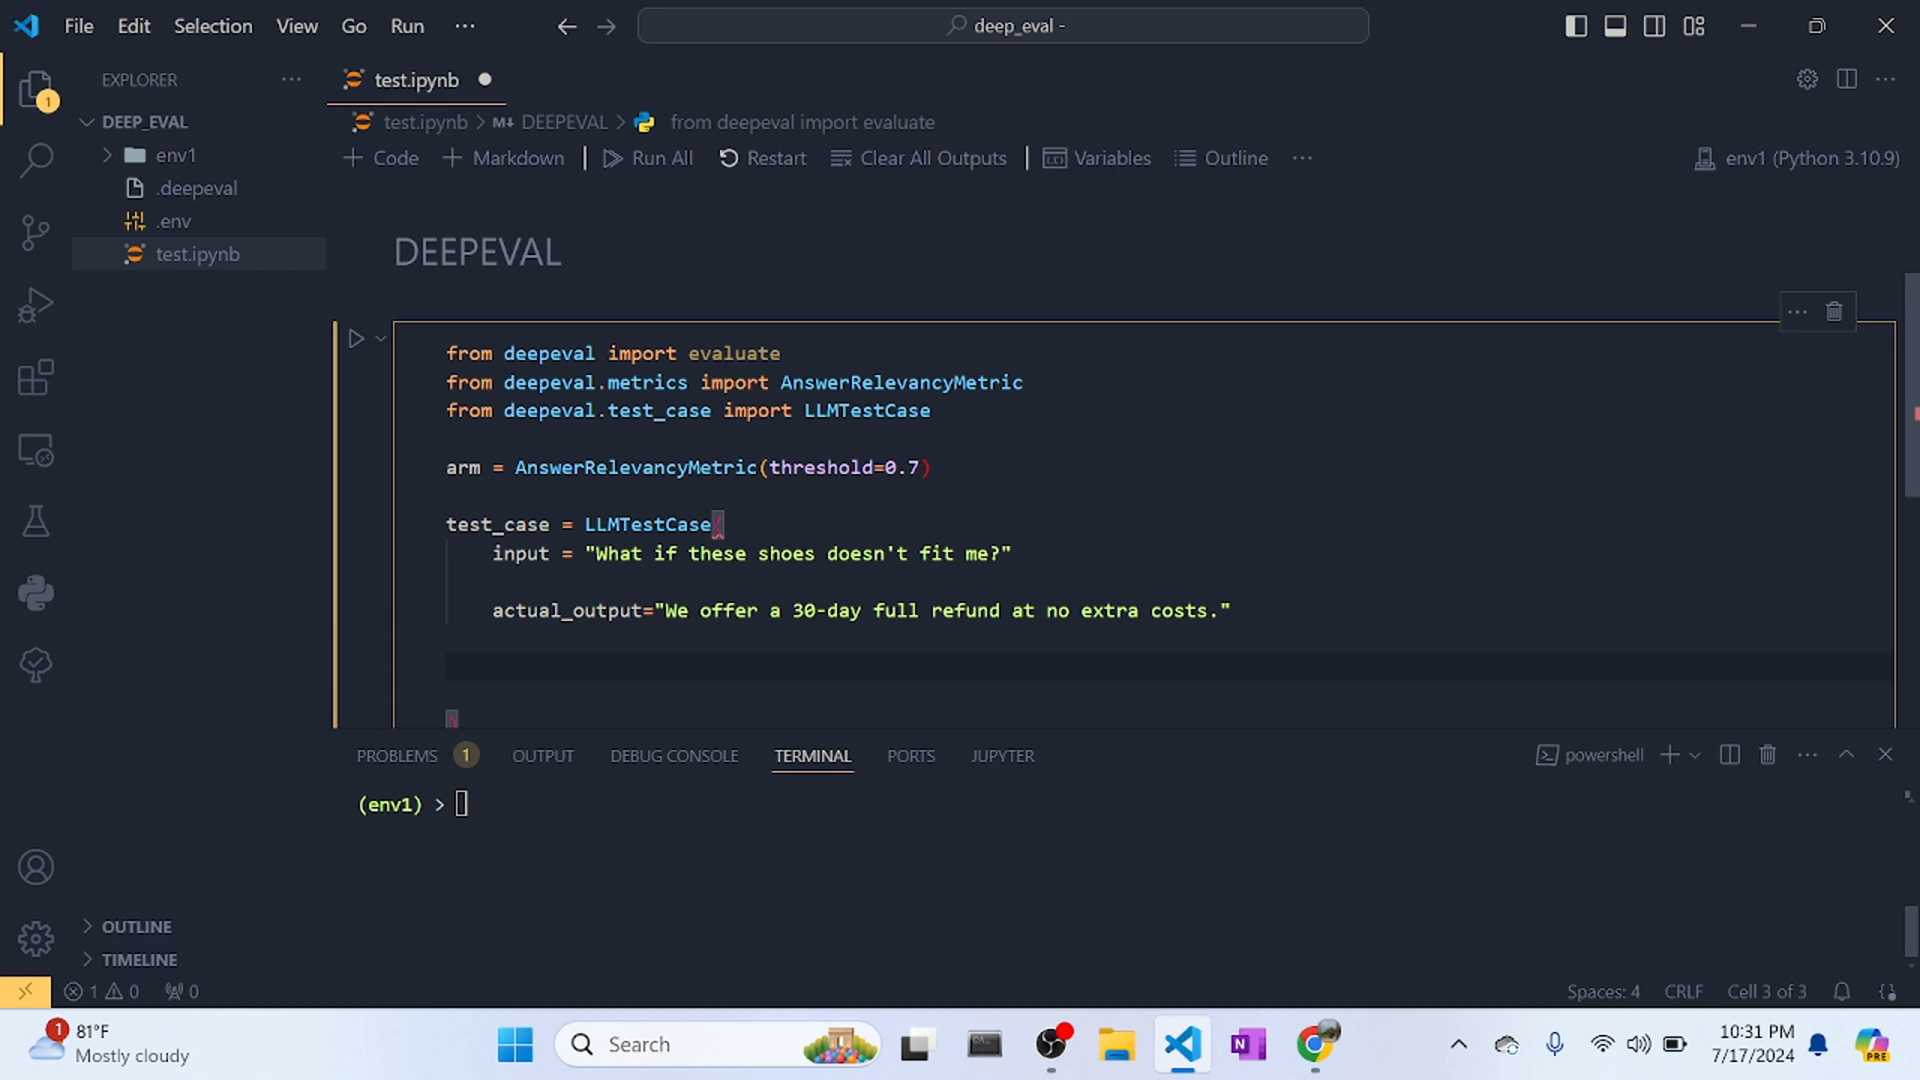 File Edit Selection View Go Run ... deep_eval -
EXPLORER ... test.ipynb
1
DEEP_EVAL test.ipynb > DEEPEVAL > from deepeval import evaluate
env1 + Code + Markdown | Run All Restart Clear All Outputs | Variables Outline ... env1 (Python 3.10.9)
.deepeval
.env
test.ipynb
DEEPEVAL
from deepeval import evaluate
from deepeval.metrics import AnswerRelevancyMetric
from deepeval.test_case import LLMTestCase
arm = AnswerRelevancyMetric(threshold=0.7)
test_case = LLMTestCase(
input = "What if these shoes doesn't fit me?"
actual_output="We offer a 30-day full refund at no extra costs."
)
PROBLEMS 1 OUTPUT DEBUG CONSOLE TERMINAL PORTS JUPYTER powershell
(env1) >
OUTLINE
TIMELINE
1 0 0 Spaces: 4 CRLF Cell 3 of 3
1 81°F
Mostly cloudy
Search
N
PRE
10:31 PM
7/17/2024